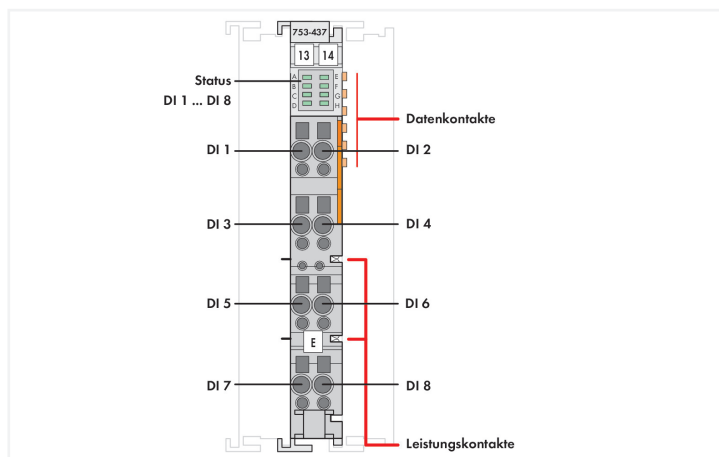 753-437
13 14
Status
DI 1 ... DI 8
A E
B F
C G
D H
Datenkontakte
DI 1 DI 2
DI 3 DI 4
DI 5 DI 6
E
DI 7 DI 8
Leistungskontakte